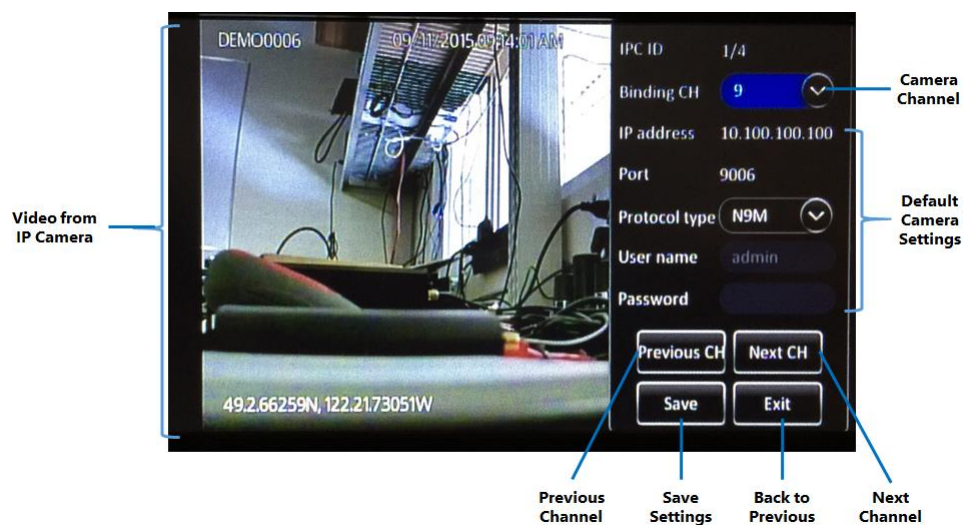 DEMO0006
09/11/2015 09:14:01 AM
IPC ID 1/4
Binding CH 9
IP address 10.100.100.100
Port 9006
Protocol type N9M
User name admin
Password
Previous CH
Next CH
Save
Exit
49.2.66259N, 122.21.73051W
Video from
IP Camera
Camera
Channel
Default
Camera
Settings
Previous
Channel
Save
Settings
Back to
Previous
Next
Channel